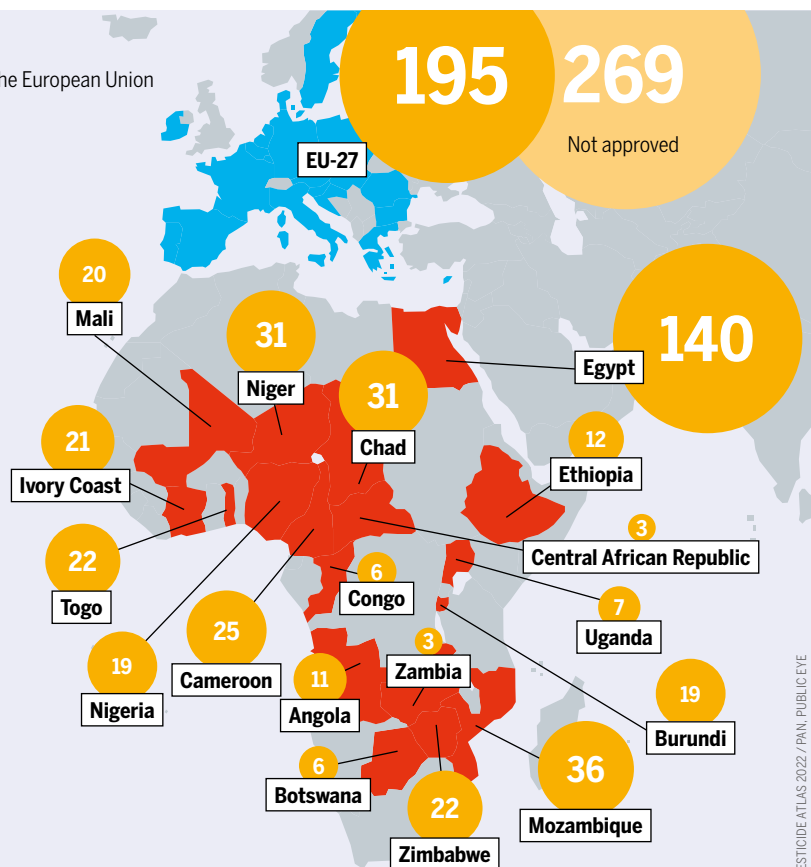 he European Union
195
269
Not approved
EU-27
20
Mali
31
Niger
140
Egypt
31
Chad
21
Ivory Coast
12
Ethiopia
3
Central African Republic
22
Togo
6
Congo
7
Uganda
25
Cameroon
3
Zambia
19
Nigeria
11
Angola
19
Burundi
6
Botswana
36
Mozambique
22
Zimbabwe
ESTICIDE ATLAS 2022 / PAN, PUBLIC EYE